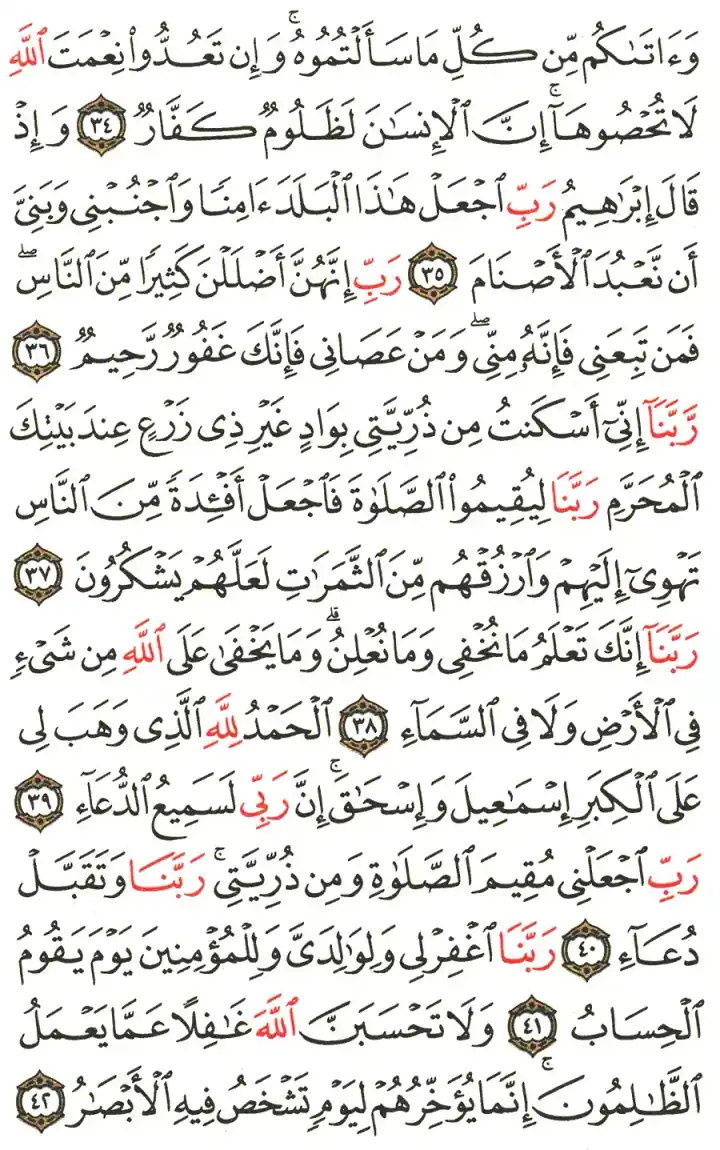 وَءَاتَىٰكُم مِّن كُلِّ مَا سَأَلْتُمُوهُ ۚ وَإِن تَعُدُّوا۟ نِعْمَتَ ٱللَّهِ
لَا تُحْصُوهَآ ۗ إِنَّ ٱلْإِنسَـٰنَ لَظَلُومٌ كَفَّارٌ ٣٤ وَإِذْ
قَالَ إِبْرَٰهِيمُ رَبِّ ٱجْعَلْ هَـٰذَا ٱلْبَلَدَ ءَامِنًا وَٱجْنُبْنِى وَبَنِىَّ
أَن نَّعْبُدَ ٱلْأَصْنَامَ ٣٥ رَبِّ إِنَّهُنَّ أَضْلَلْنَ كَثِيرًا مِّنَ ٱلنَّاسِ ۖ
فَمَن تَبِعَنِى فَإِنَّهُۥ مِنِّى ۖ وَمَنْ عَصَانِى فَإِنَّكَ غَفُورٌ رَّحِيمٌ ٣٦
رَّبَّنَآ إِنِّىٓ أَسْكَنتُ مِن ذُرِّيَّتِى بِوَادٍ غَيْرِ ذِى زَرْعٍ عِندَ بَيْتِكَ
ٱلْمُحَرَّمِ رَبَّنَا لِيُقِيمُوا۟ ٱلصَّلَوٰةَ فَٱجْعَلْ أَفْـِٔدَةً مِّنَ ٱلنَّاسِ
تَهْوِىٓ إِلَيْهِمْ وَٱرْزُقْهُم مِّنَ ٱلثَّمَرَٰتِ لَعَلَّهُمْ يَشْكُرُونَ ٣٧
رَبَّنَآ إِنَّكَ تَعْلَمُ مَا نُخْفِى وَمَا نُعْلِنُ ۗ وَمَا يَخْفَىٰ عَلَى ٱللَّهِ مِن شَىْءٍ
فِى ٱلْأَرْضِ وَلَا فِى ٱلسَّمَآءِ ٣٨ ٱلْحَمْدُ لِلَّهِ ٱلَّذِى وَهَبَ لِى
عَلَى ٱلْكِبَرِ إِسْمَـٰعِيلَ وَإِسْحَـٰقَ ۚ إِنَّ رَبِّى لَسَمِيعُ ٱلدُّعَآءِ ٣٩
رَبِّ ٱجْعَلْنِى مُقِيمَ ٱلصَّلَوٰةِ وَمِن ذُرِّيَّتِى ۚ رَبَّنَا وَتَقَبَّلْ
دُعَآءِ ٤٠ رَبَّنَا ٱغْفِرْ لِى وَلِوَٰلِدَىَّ وَلِلْمُؤْمِنِينَ يَوْمَ يَقُومُ
ٱلْحِسَابُ ٤١ وَلَا تَحْسَبَنَّ ٱللَّهَ غَـٰفِلًا عَمَّا يَعْمَلُ
ٱلظَّـٰلِمُونَ ۚ إِنَّمَا يُؤَخِّرُهُمْ لِيَوْمٍ تَشْخَصُ فِيهِ ٱلْأَبْصَـٰرُ ٤٢